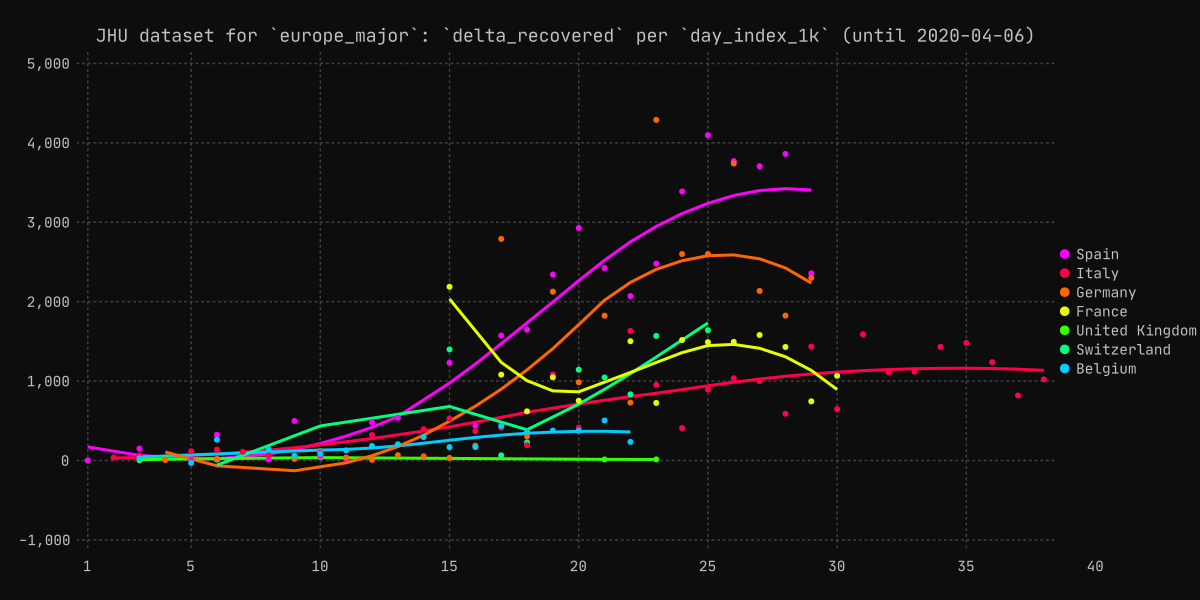 JHU dataset for `europe_major`: `delta_recovered` per `day_index_1k` (until 2020-04-06)
5,000
4,000
3,000
2,000
1,000
0
-1,000
1 5 10 15 20 25 30 35 40
Spain
Italy
Germany
France
United Kingdom
Switzerland
Belgium